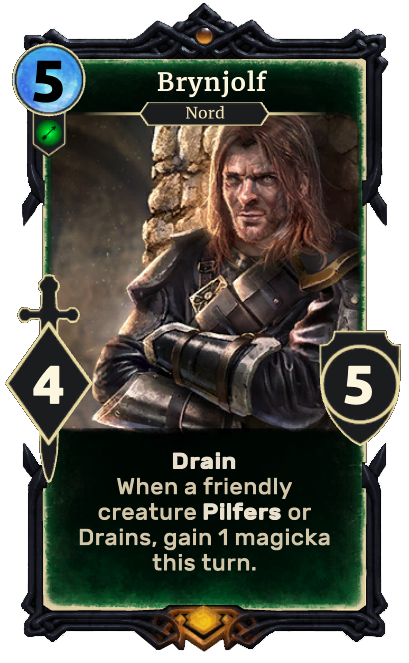 5
Brynjolf
Nord
4
5
Drain
When a friendly
creature Pilfers or
Drains, gain 1 magicka
this turn.